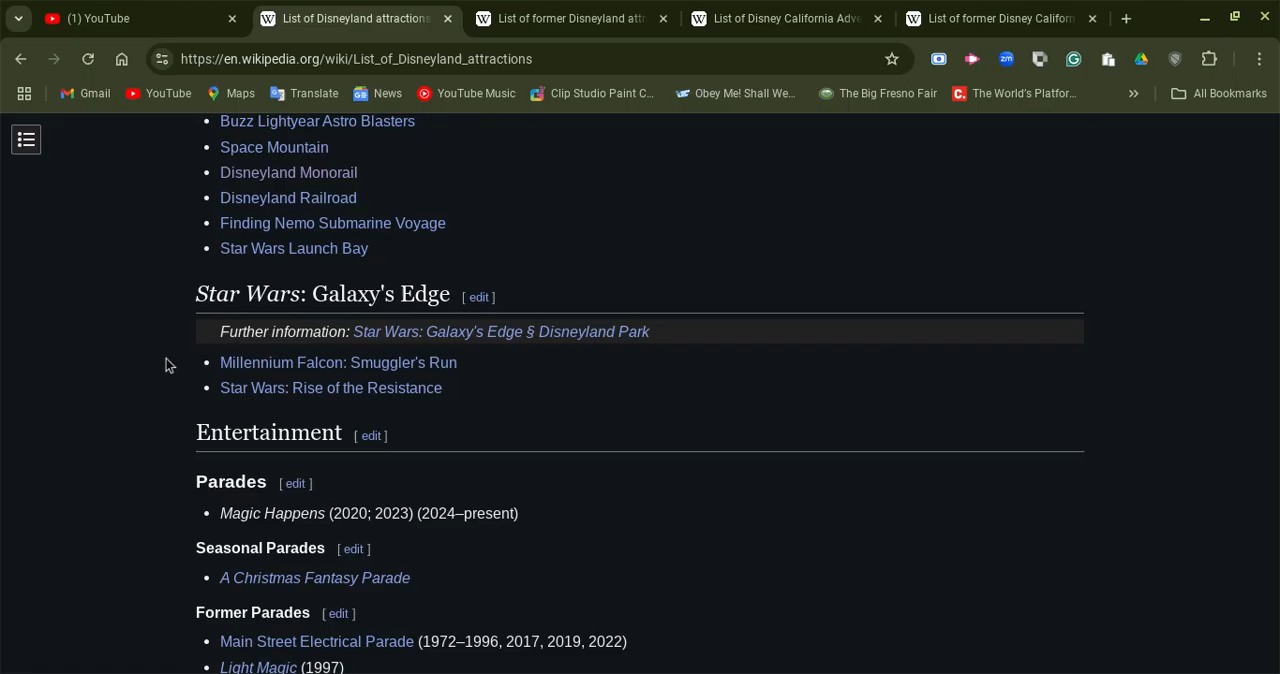 (1) YouTube
List of Disneyland attractions
List of former Disneyland attr
List of Disney California Adve
List of former Disney Californ
https://en.wikipedia.org/wiki/List_of_Disneyland_attractions
Gmail
YouTube
Maps
Translate
News
YouTube Music
Clip Studio Paint C...
Obey Me! Shall We...
The Big Fresno Fair
The World's Platfor...
All Bookmarks
Buzz Lightyear Astro Blasters
Space Mountain
Disneyland Monorail
Disneyland Railroad
Finding Nemo Submarine Voyage
Star Wars Launch Bay
Star Wars: Galaxy's Edge [ edit ]
Further information: Star Wars: Galaxy's Edge § Disneyland Park
Millennium Falcon: Smuggler's Run
Star Wars: Rise of the Resistance
Entertainment [ edit ]
Parades [ edit ]
Magic Happens (2020; 2023) (2024–present)
Seasonal Parades [ edit ]
A Christmas Fantasy Parade
Former Parades [ edit ]
Main Street Electrical Parade (1972–1996, 2017, 2019, 2022)
Light Magic (1997)